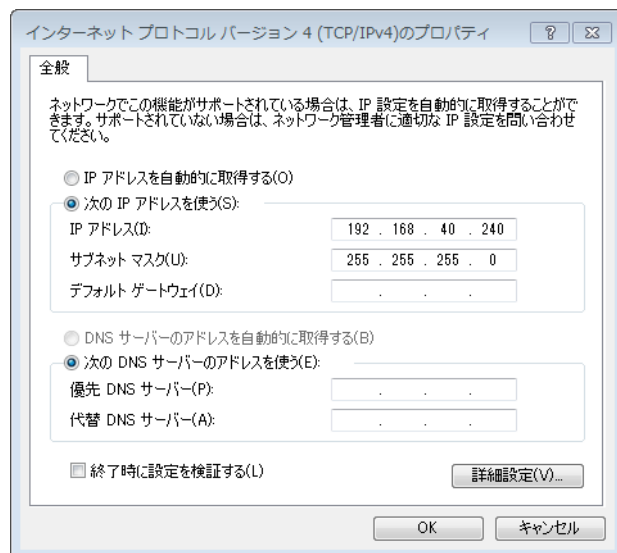 インターネット プロトコル バージョン 4 (TCP/IPv4)のプロパティ
全般
ネットワークでこの機能がサポートされている場合は、IP 設定を自動的に取得することがで
きます。サポートされていない場合は、ネットワーク管理者に適切な IP 設定を問い合わせ
てください。
IP アドレスを自動的に取得する(O)
次の IP アドレスを使う(S):
IP アドレス(I): 192 . 168 . 40 . 240
サブネット マスク(U): 255 . 255 . 255 . 0
デフォルト ゲートウェイ(D): . . .
DNS サーバーのアドレスを自動的に取得する(B)
次の DNS サーバーのアドレスを使う(E):
優先 DNS サーバー(P): . . .
代替 DNS サーバー(A): . . .
終了時に設定を検証する(L)
詳細設定(V)...
OK キャンセル